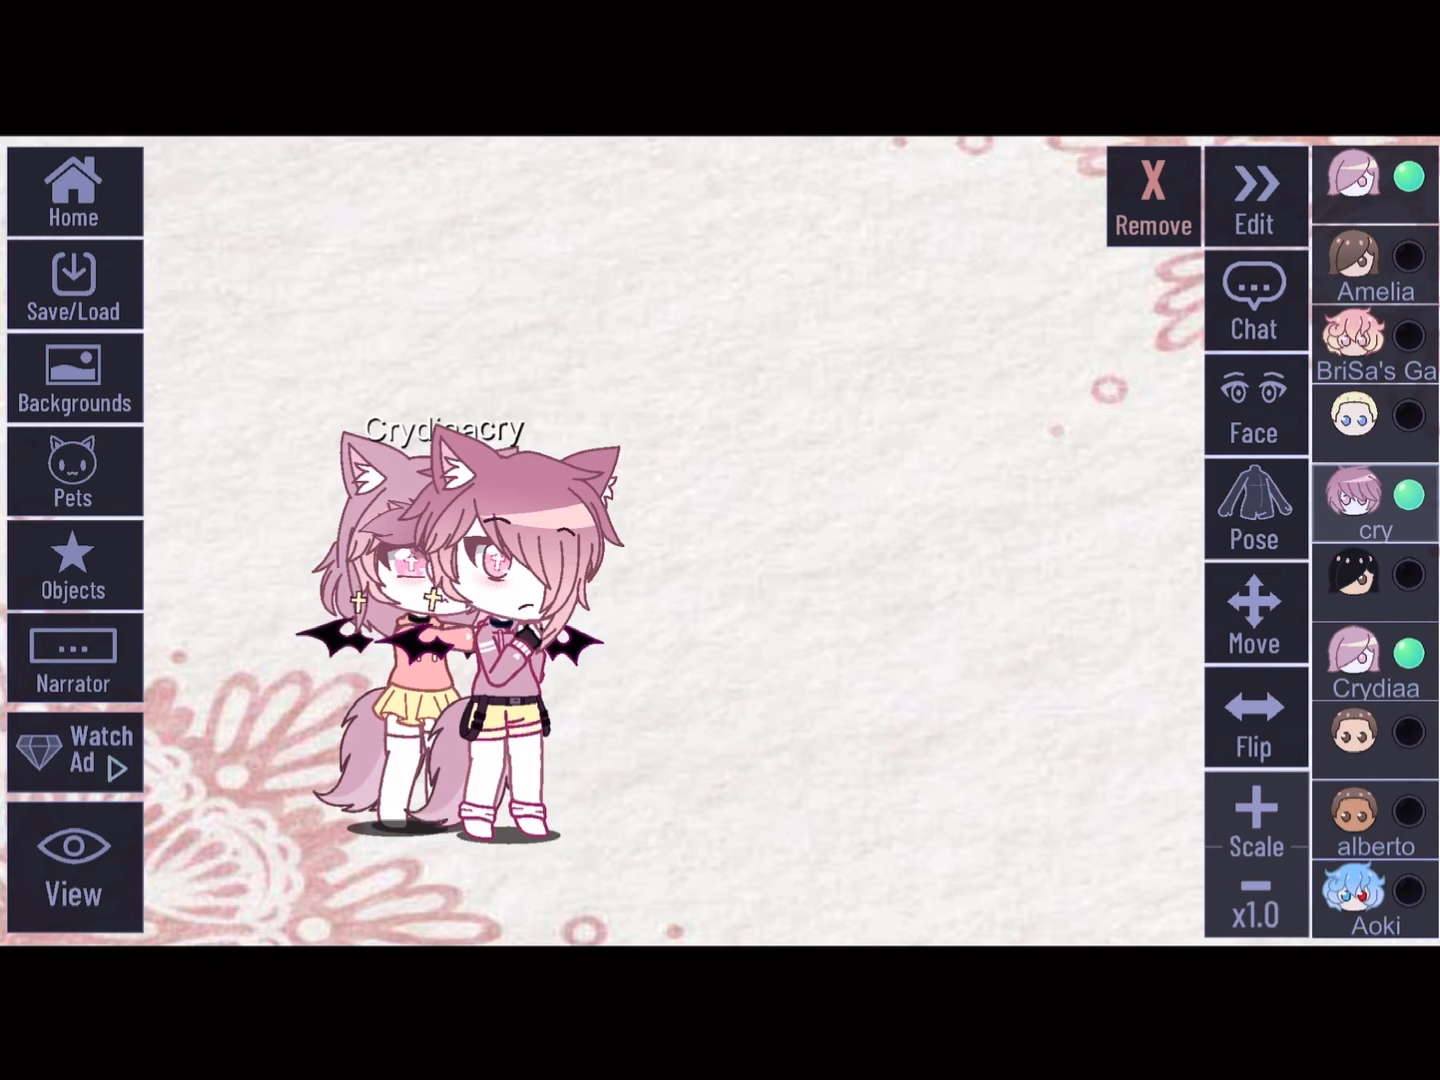 Home
Save/Load
Backgrounds
Pets
Objects
...
Narrator
Watch
Ad
View
X
Remove
Edit
...
Chat
Face
Pose
Move
Flip
Scale
x1.0
Amelia
BriSa's Ga
cry
Crydiaa
alberto
Aoki
cry